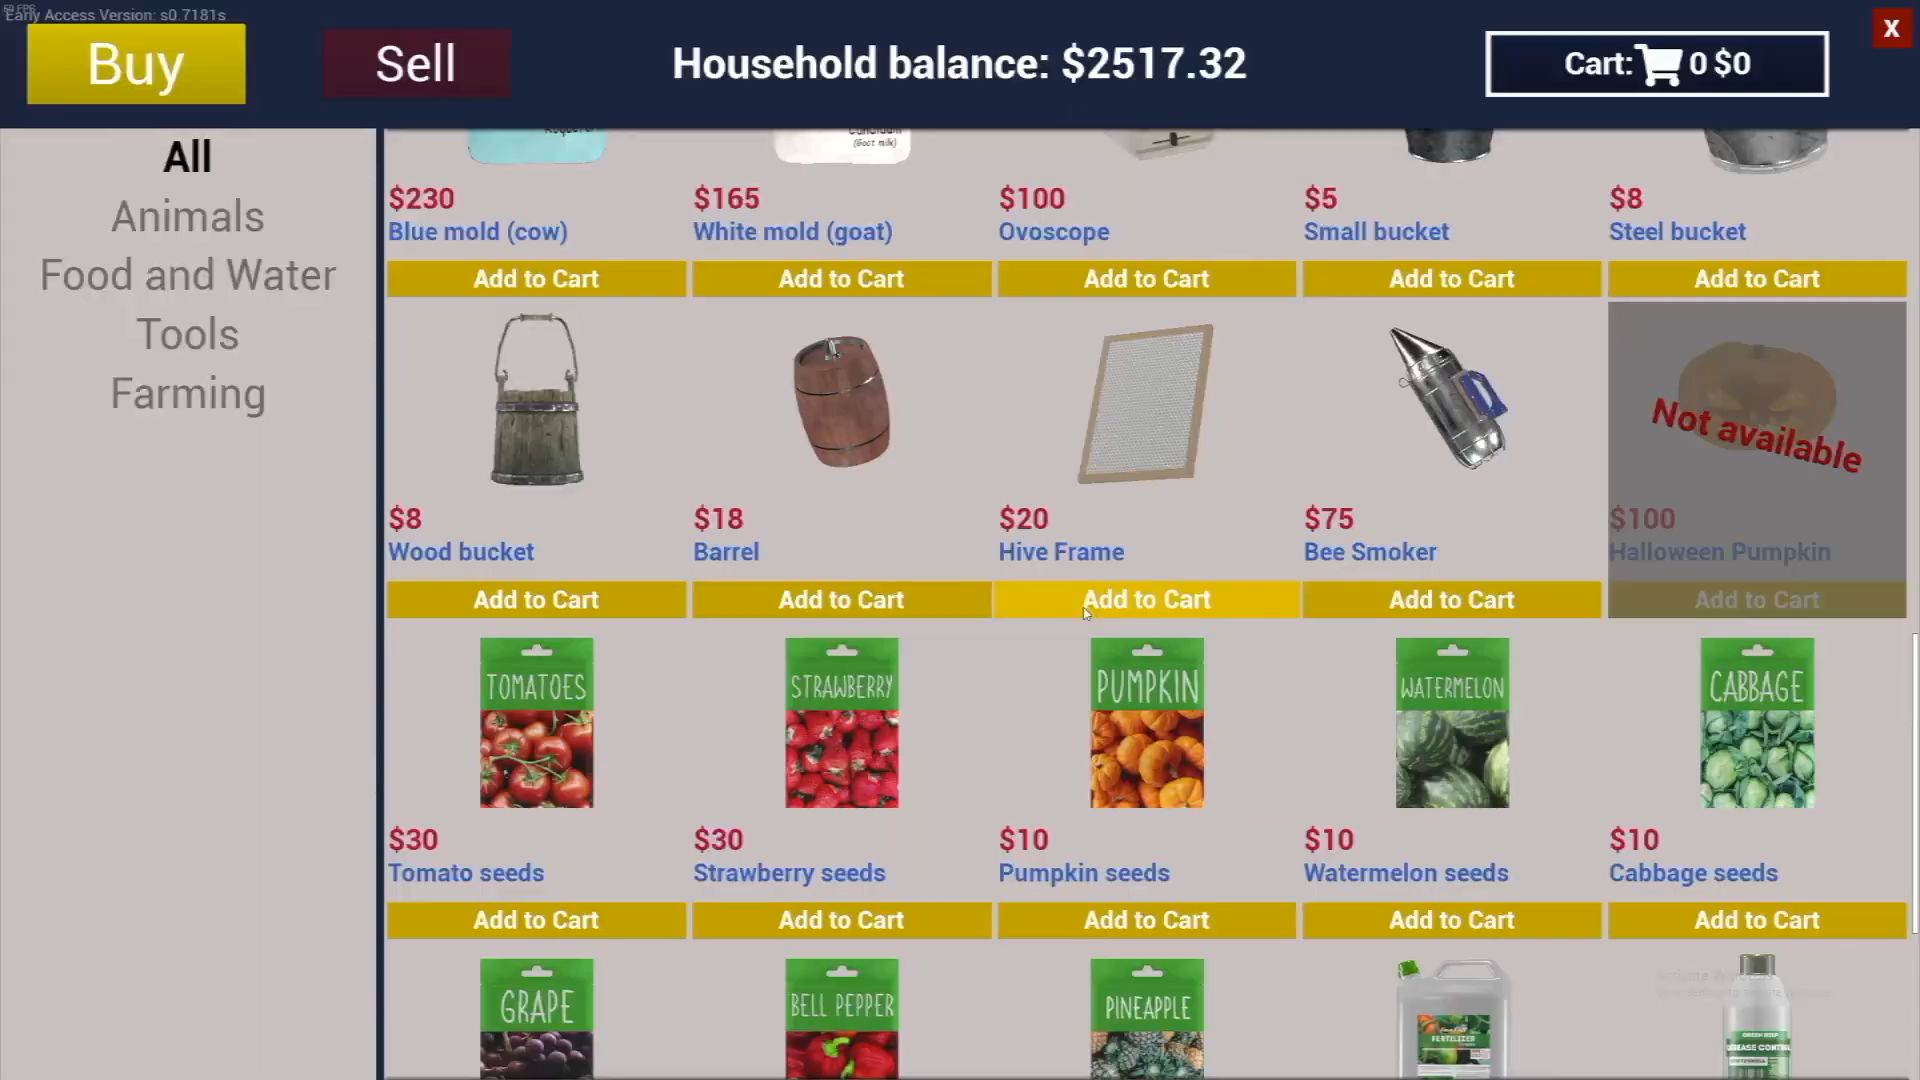 Early Access Version: s0.7181s
Buy
Sell
Household balance: $2517.32
Cart: 0 $0
X
All
Animals
Food and Water
Tools
Farming
(Goat milk)
$230
Blue mold (cow)
Add to Cart
$165
White mold (goat)
Add to Cart
$100
Ovoscope
Add to Cart
$5
Small bucket
Add to Cart
$8
Steel bucket
Add to Cart
$8
Wood bucket
Add to Cart
$18
Barrel
Add to Cart
$20
Hive Frame
Add to Cart
$75
Bee Smoker
Add to Cart
Not available
$100
Halloween Pumpkin
Add to Cart
TOMATOES
$30
Tomato seeds
Add to Cart
STRAWBERRY
$30
Strawberry seeds
Add to Cart
PUMPKIN
$10
Pumpkin seeds
Add to Cart
WATERMELON
$10
Watermelon seeds
Add to Cart
CABBAGE
$10
Cabbage seeds
Add to Cart
GRAPE
BELL PEPPER
PINEAPPLE
FERTILIZER
GREEN HELP
DISEASE CONTROL